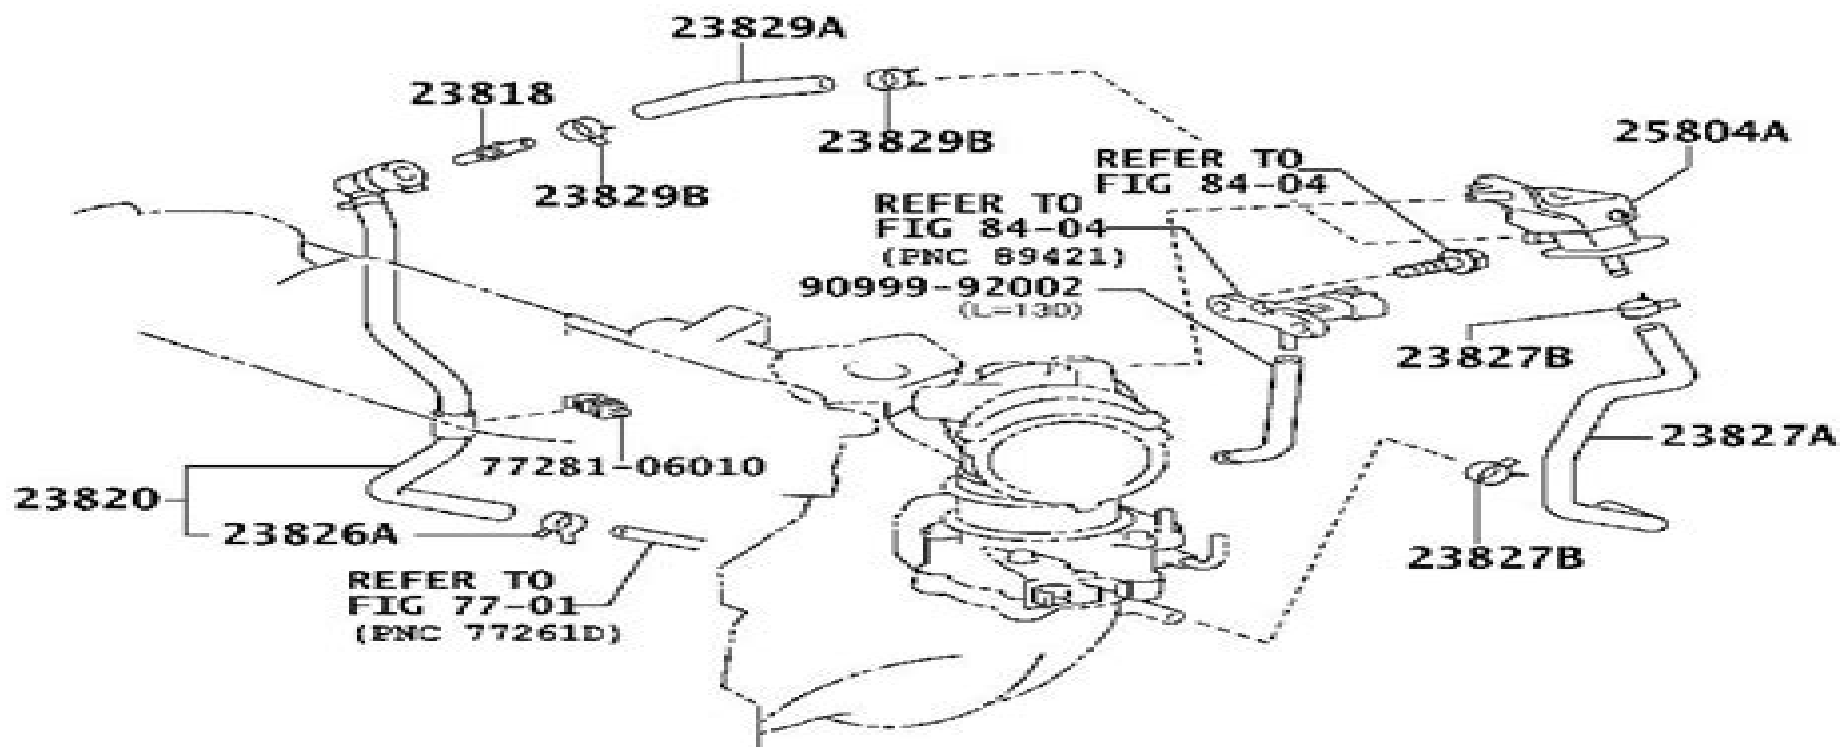 23829A
23818
23829B
23829B
25804A
REFER TO
FIG 84-04
REFER TO
FIG 84-04
(PNC 89421)
90999-92002
(L=130)
23827B
23827A
77281-06010
23820
23826A
23827B
REFER TO
FIG 77-01
(PNC 77261D)